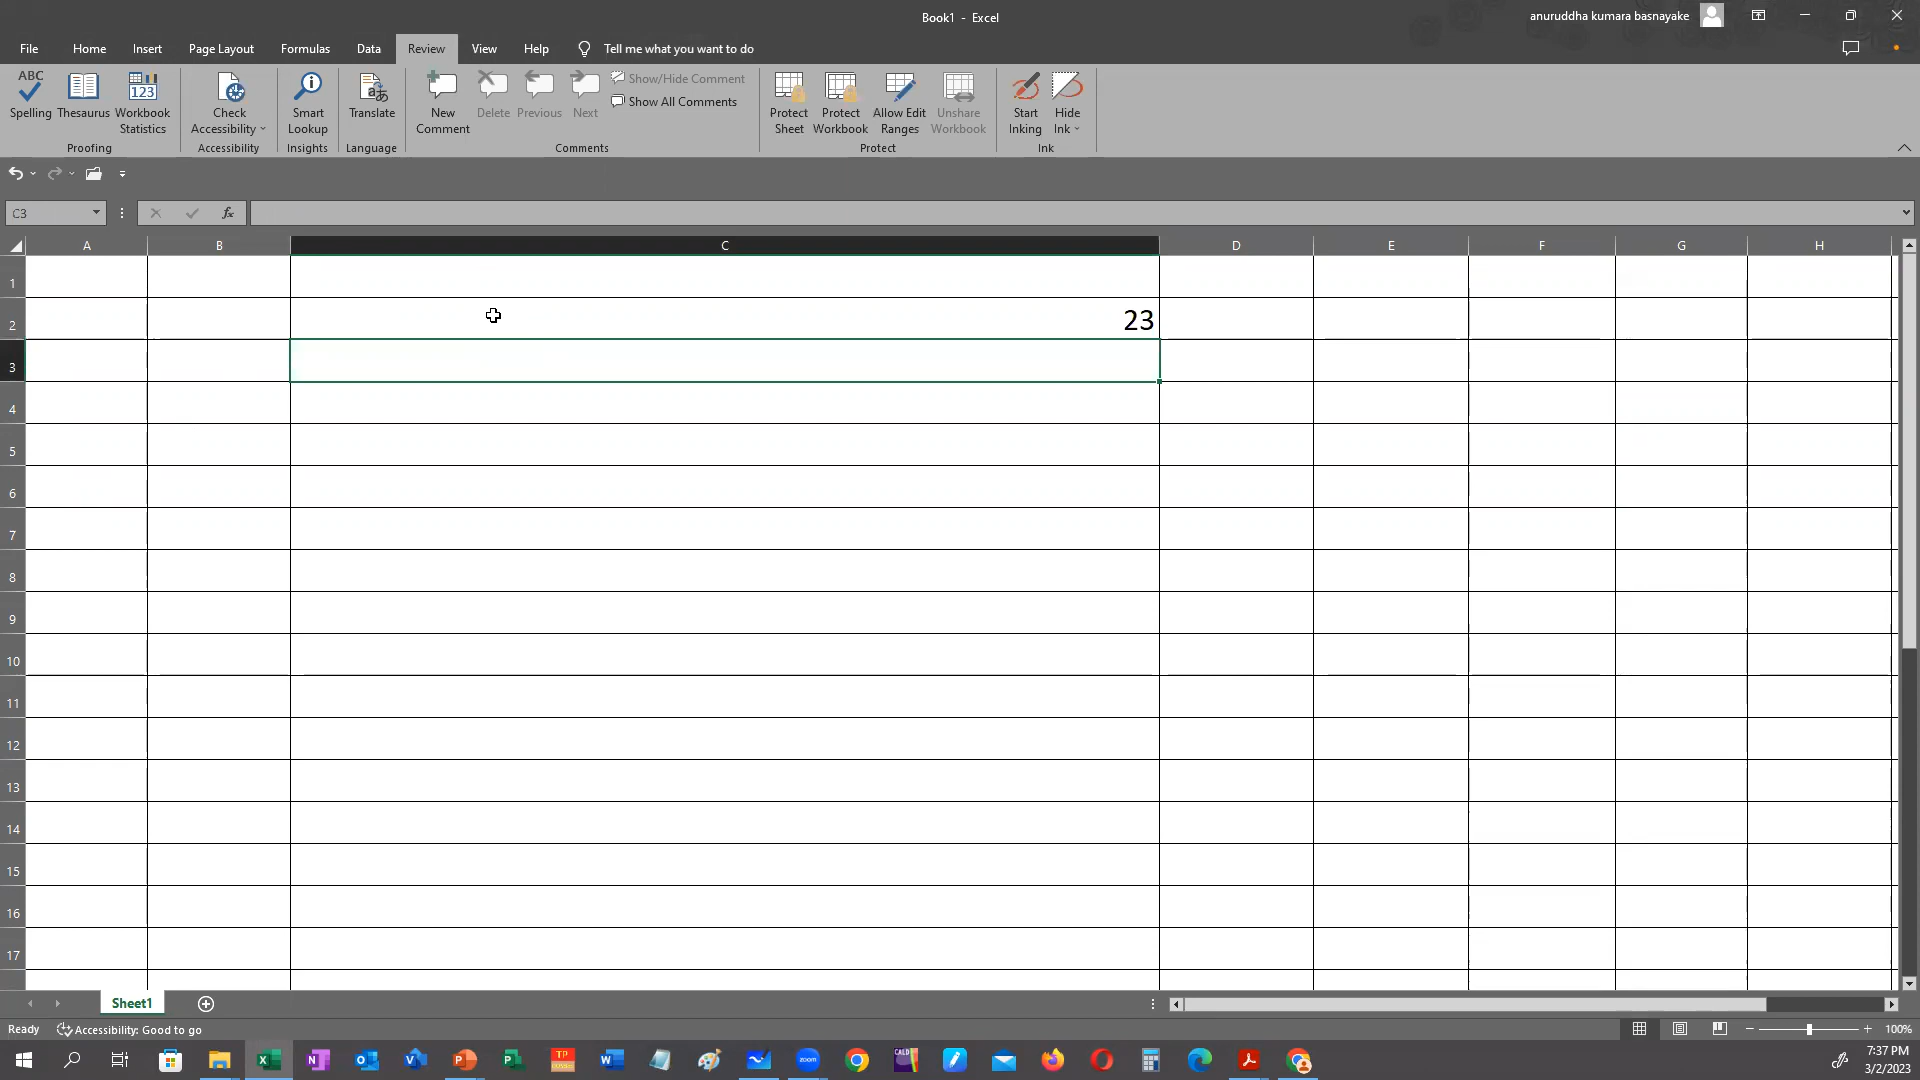 Book1 - Excel
anuruddha kumara basnayake
File Home Insert Page Layout Formulas Data Review View Help Tell me what you want to do
ABC
123
Spelling Thesaurus Workbook Statistics
Check Accessibility
Smart Lookup
Translate
New Comment
Delete Previous Next
Show/Hide Comment
Show All Comments
Protect Sheet
Protect Workbook
Allow Edit Ranges
Unshare Workbook
Start Inking
Hide Ink
Proofing Accessibility Insights Language Comments Protect Ink
C3 fx
A B C D E F G H
1
2 23
3
4
5
6
7
8
9
10
11
12
13
14
15
16
17
Sheet1
Ready Accessibility: Good to go 100%
zoom
CALD
TP
7:37 PM
3/2/2023